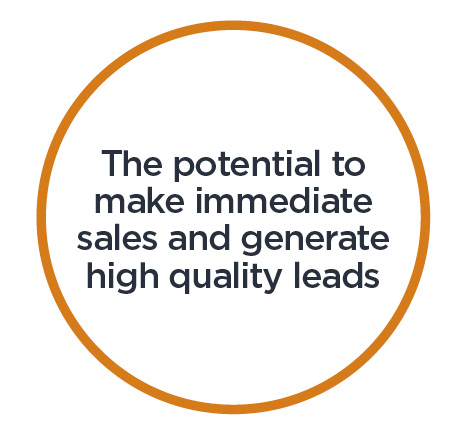 The potential to
make immediate
sales and generate
high quality leads